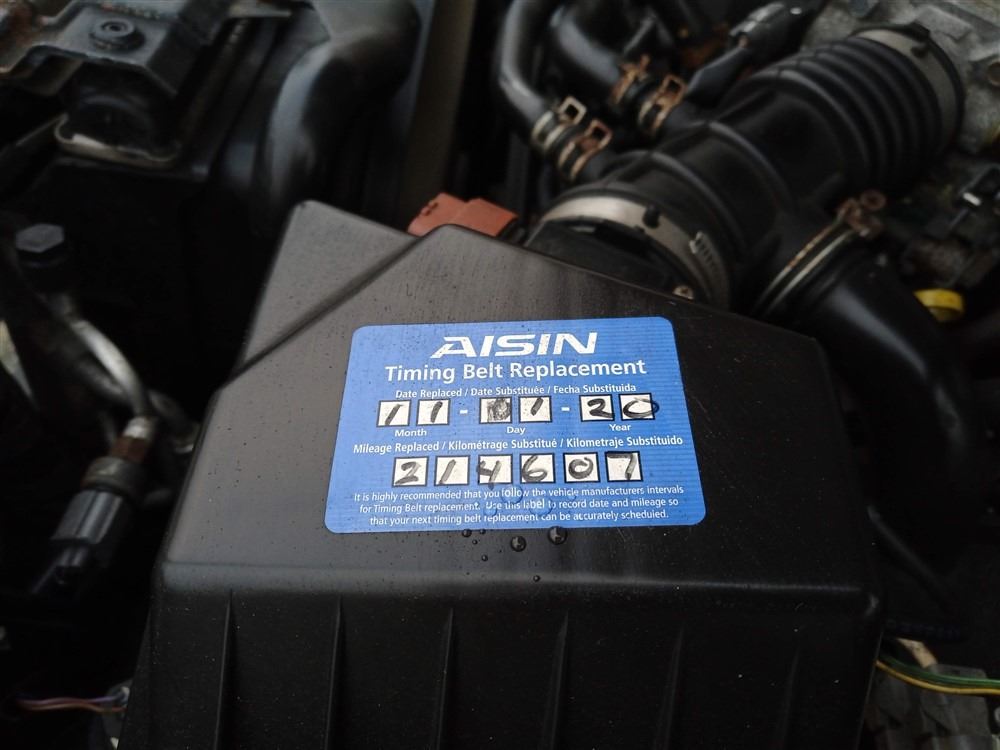 AISIN
Timing Belt Replacement
Date Replaced / Date Substituée / Fecha Substituida
11 - 01 - 20
Month Day Year
Mileage Replaced / Kilométrage Substitué / Kilometraje Substituido
214607
It is highly recommended that you follow the vehicle manufacturers intervals
for Timing Belt replacement. Use this label to record date and mileage so
that your next timing belt replacement can be accurately scheduled.